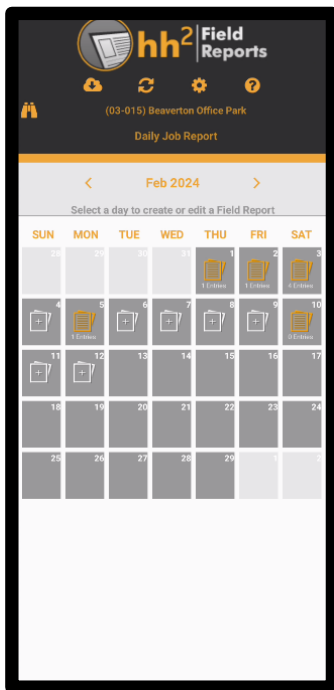 hh2 Field Reports
(03-015) Beaverton Office Park
Daily Job Report
Feb 2024
Select a day to create or edit a Field Report
SUN MON TUE WED THU FRI SAT
28 29 30 31 1 2 3
1 Entries 1 Entries 4 Entries
4 5 6 7 8 9 10
1 Entries 3 Entries
11 12 13 14 15 16 17
18 19 20 21 22 23 24
25 26 27 28 29 1 2